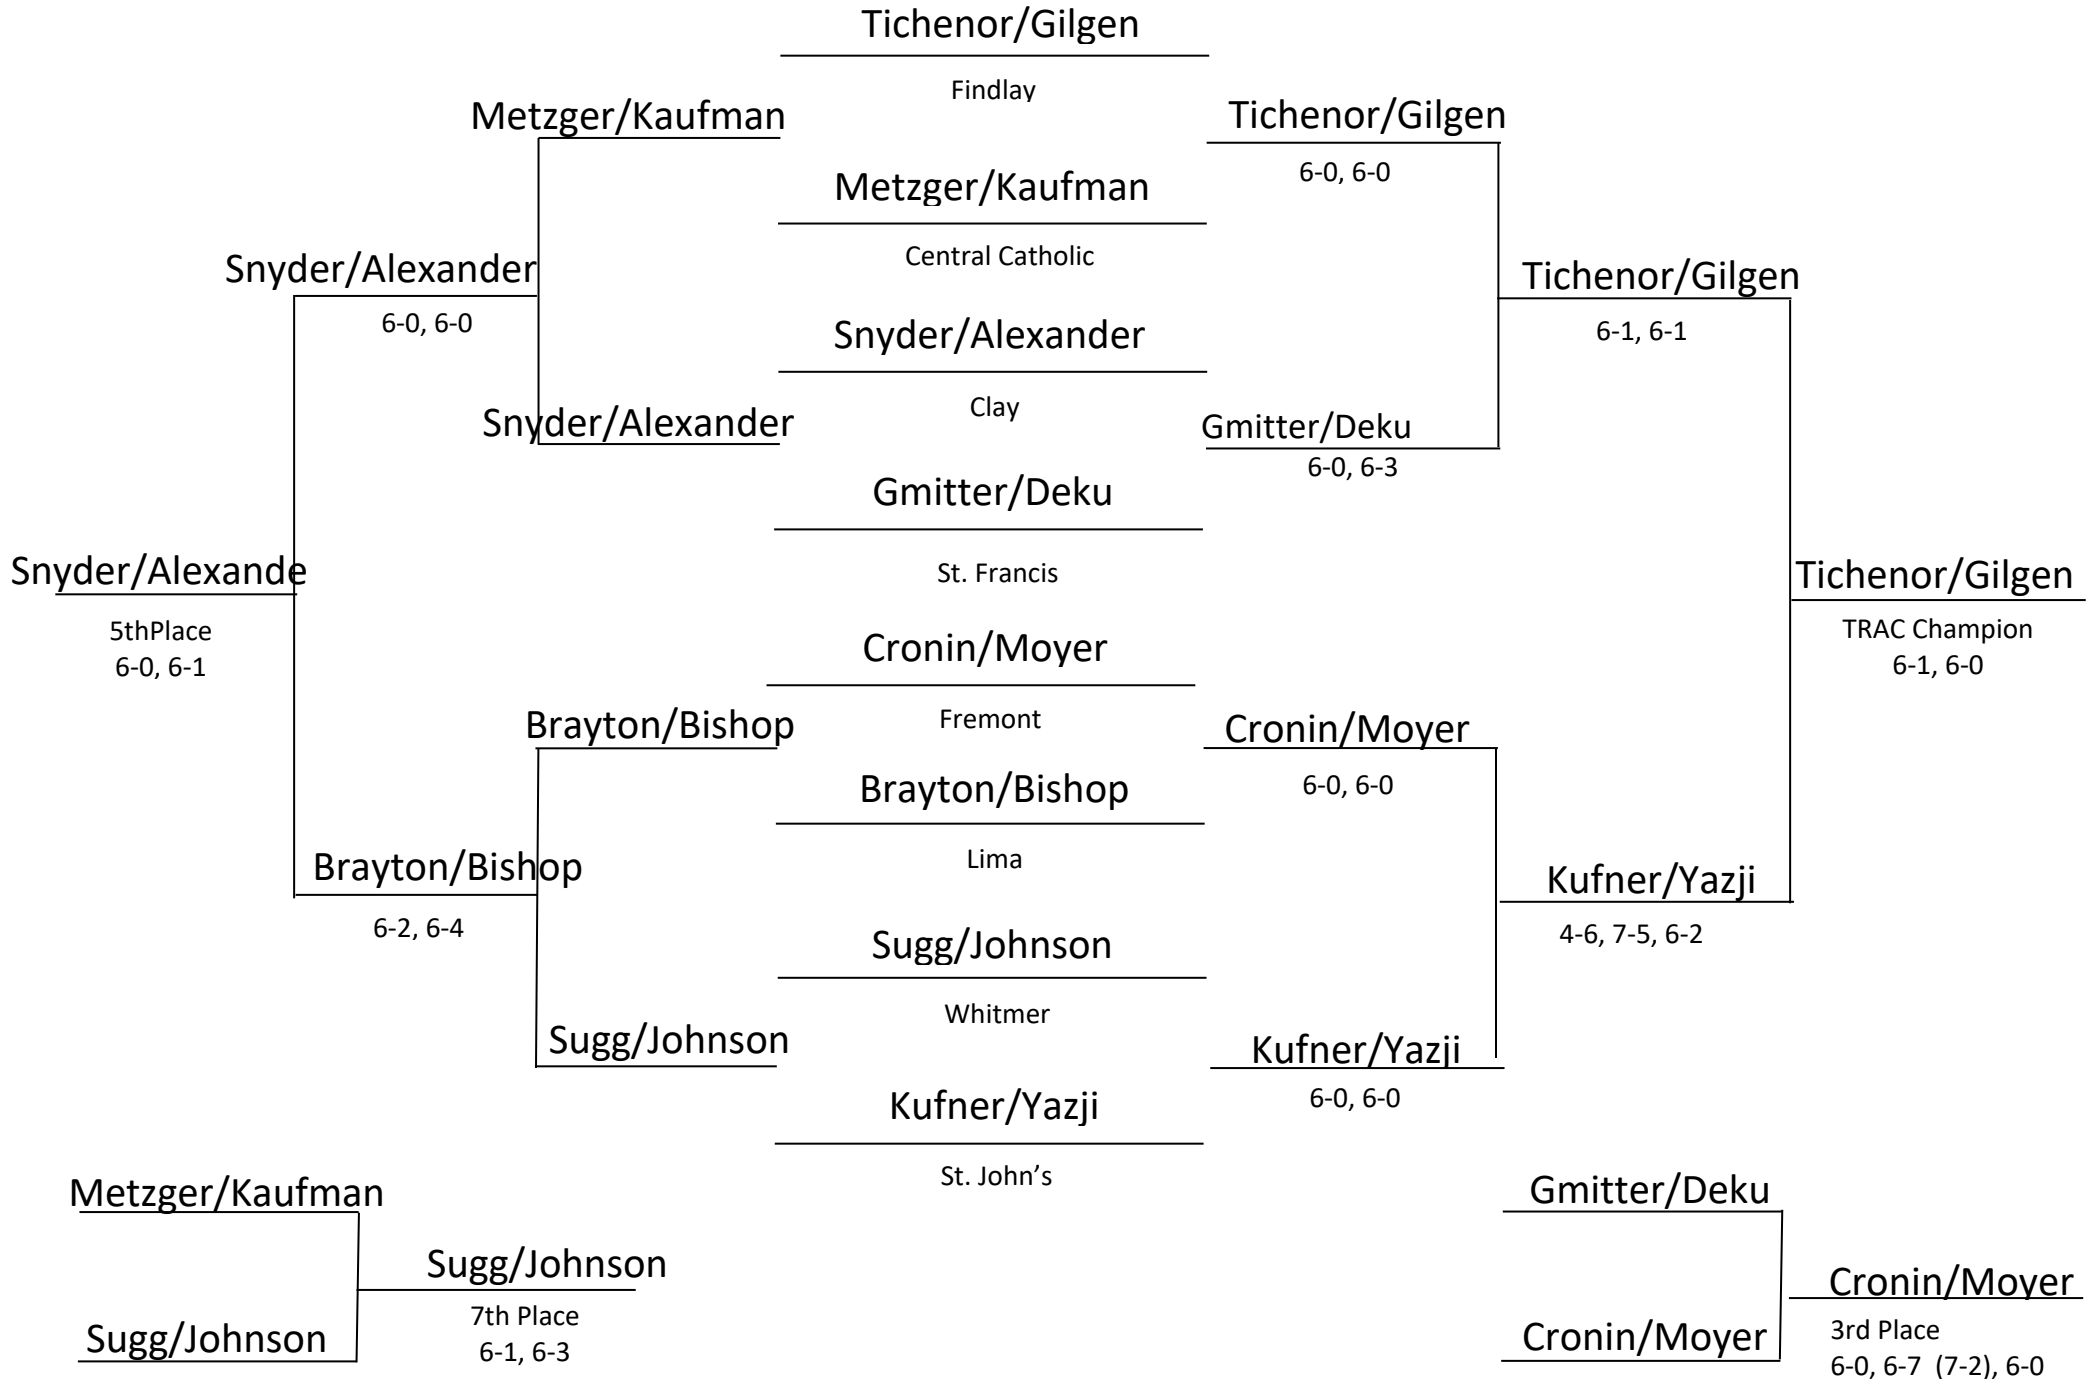 Tichenor/Gilgen
Findlay
Metzger/Kaufman
Tichenor/Gilgen
6-0, 6-0
Metzger/Kaufman
Central Catholic
Snyder/Alexander
6-0, 6-0
Tichenor/Gilgen
6-1, 6-1
Snyder/Alexander
Clay
Snyder/Alexander
Gmitter/Deku
6-0, 6-3
Gmitter/Deku
St. Francis
Snyder/Alexande
5thPlace
6-0, 6-1
Tichenor/Gilgen
TRAC Champion
6-1, 6-0
Cronin/Moyer
Fremont
Brayton/Bishop
Cronin/Moyer
6-0, 6-0
Brayton/Bishop
Lima
Brayton/Bishop
6-2, 6-4
Kufner/Yazji
4-6, 7-5, 6-2
Sugg/Johnson
Whitmer
Sugg/Johnson
Kufner/Yazji
6-0, 6-0
Kufner/Yazji
St. John’s
Metzger/Kaufman
Sugg/Johnson
7th Place
6-1, 6-3
Sugg/Johnson
Gmitter/Deku
Cronin/Moyer
3rd Place
6-0, 6-7  (7-2), 6-0
Cronin/Moyer